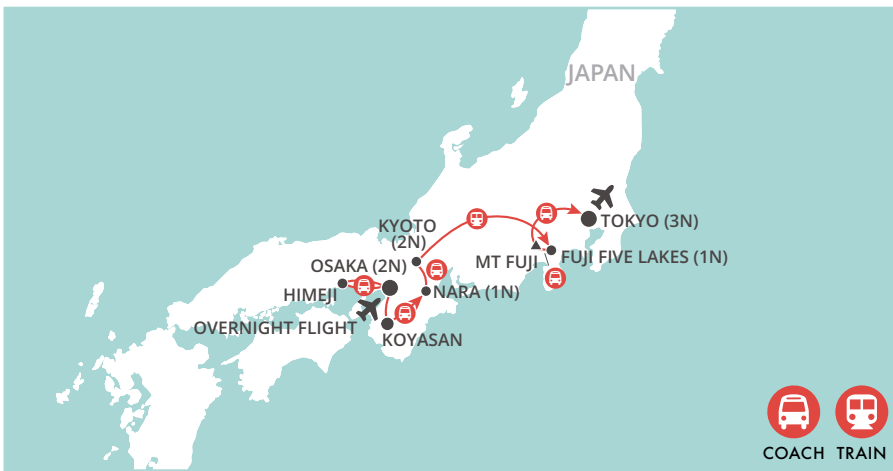 JAPAN
TOKYO (3N)
KYOTO
(2N)
FUJI FIVE LAKES (1N)
MT FUJI
OSAKA (2N)
HIMEJI
NARA (1N)
OVERNIGHT FLIGHT
KOYASAN
COACH TRAIN